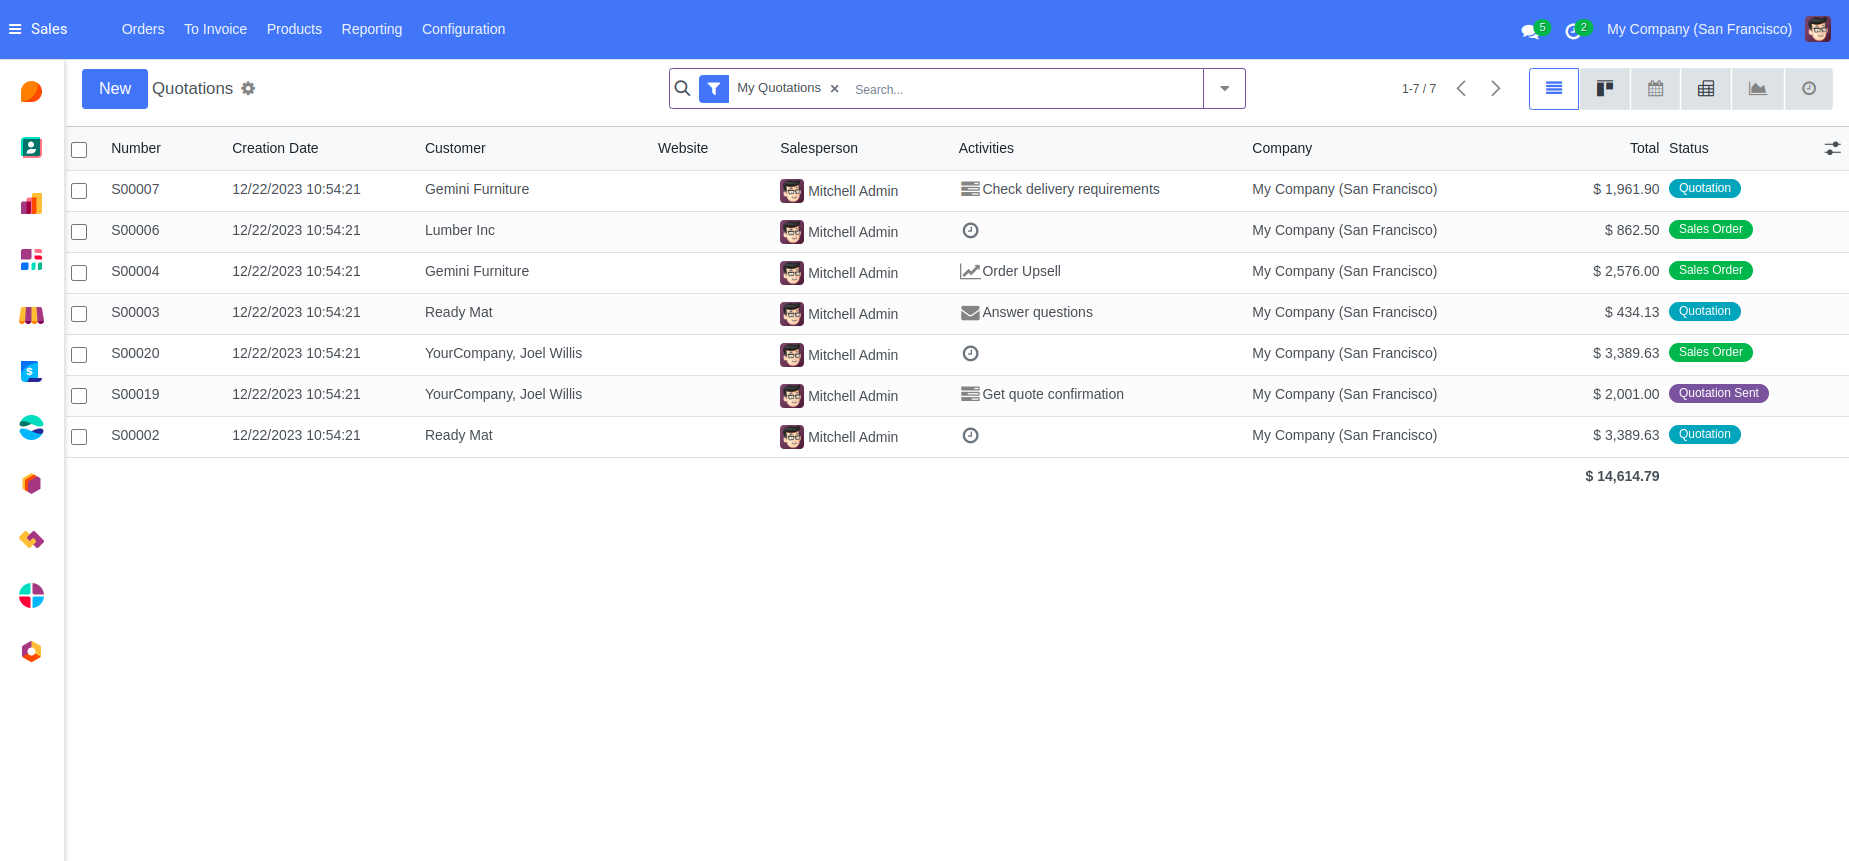 Sales Orders To Invoice Products Reporting Configuration 5 2 My Company (San Francisco)
New Quotations My Quotations × Search... 1-7 / 7
Number Creation Date Customer Website Salesperson Activities Company Total Status
S00007 12/22/2023 10:54:21 Gemini Furniture Mitchell Admin Check delivery requirements My Company (San Francisco) $ 1,961.90 Quotation
S00006 12/22/2023 10:54:21 Lumber Inc Mitchell Admin My Company (San Francisco) $ 862.50 Sales Order
S00004 12/22/2023 10:54:21 Gemini Furniture Mitchell Admin Order Upsell My Company (San Francisco) $ 2,576.00 Sales Order
S00003 12/22/2023 10:54:21 Ready Mat Mitchell Admin Answer questions My Company (San Francisco) $ 434.13 Quotation
S00020 12/22/2023 10:54:21 YourCompany, Joel Willis Mitchell Admin My Company (San Francisco) $ 3,389.63 Sales Order
S00019 12/22/2023 10:54:21 YourCompany, Joel Willis Mitchell Admin Get quote confirmation My Company (San Francisco) $ 2,001.00 Quotation Sent
S00002 12/22/2023 10:54:21 Ready Mat Mitchell Admin My Company (San Francisco) $ 3,389.63 Quotation
$ 14,614.79